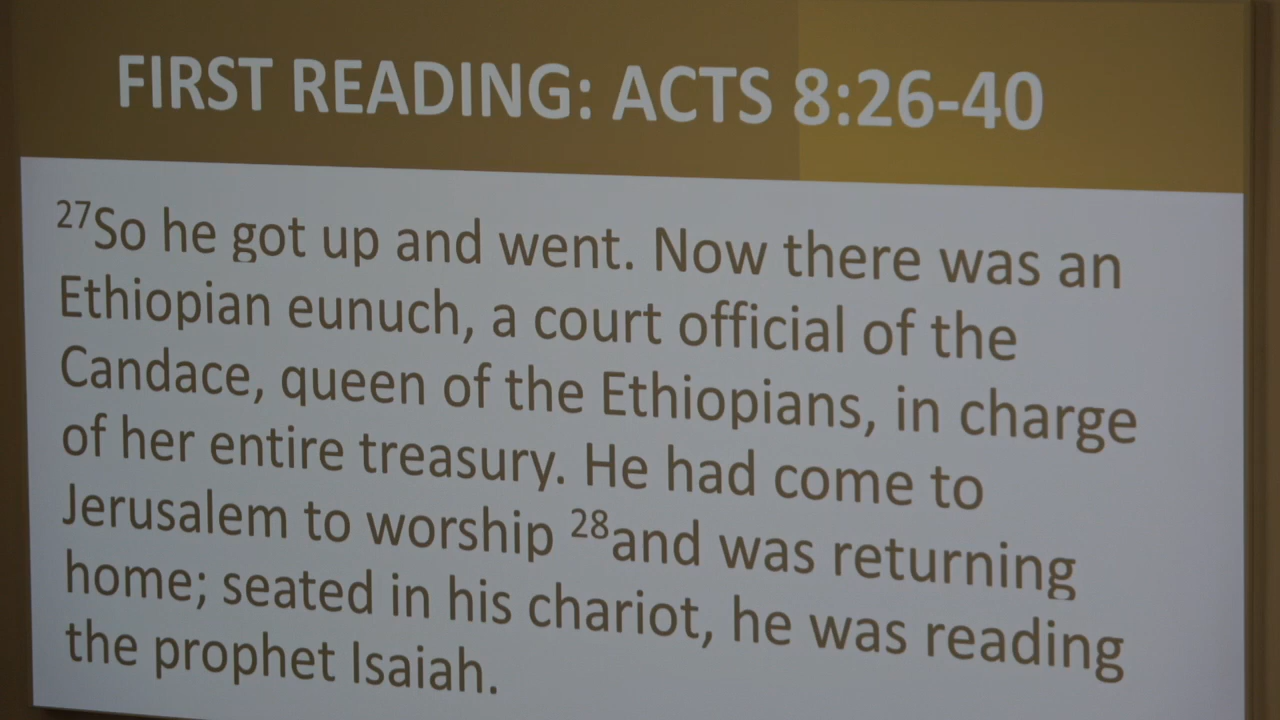 FIRST READING: ACTS 8:26-40
27So he got up and went. Now there was an
Ethiopian eunuch, a court official of the
Candace, queen of the Ethiopians, in charge
of her entire treasury. He had come to
Jerusalem to worship 28and was returning
home; seated in his chariot, he was reading
the prophet Isaiah.